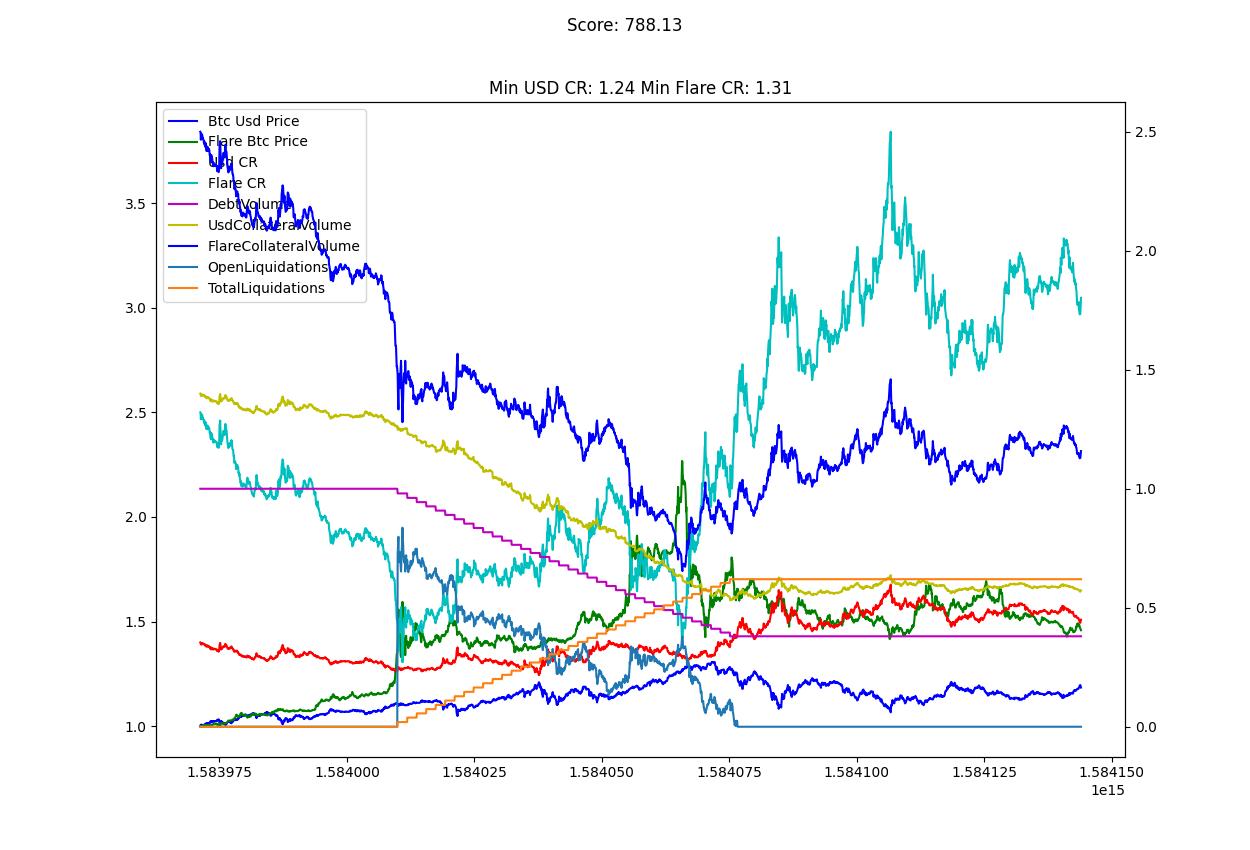 Score: 788.13
Min USD CR: 1.24 Min Flare CR: 1.31
Btc Usd Price
Flare Btc Price
Usd CR
Flare CR
DebtVolume
UsdCollateralVolume
FlareCollateralVolume
OpenLiquidations
TotalLiquidations
3.5
3.0
2.5
2.0
1.5
1.0
2.5
2.0
1.5
1.0
0.5
0.0
1.583975 1.584000 1.584025 1.584050 1.584075 1.584100 1.584125 1.584150
1e15